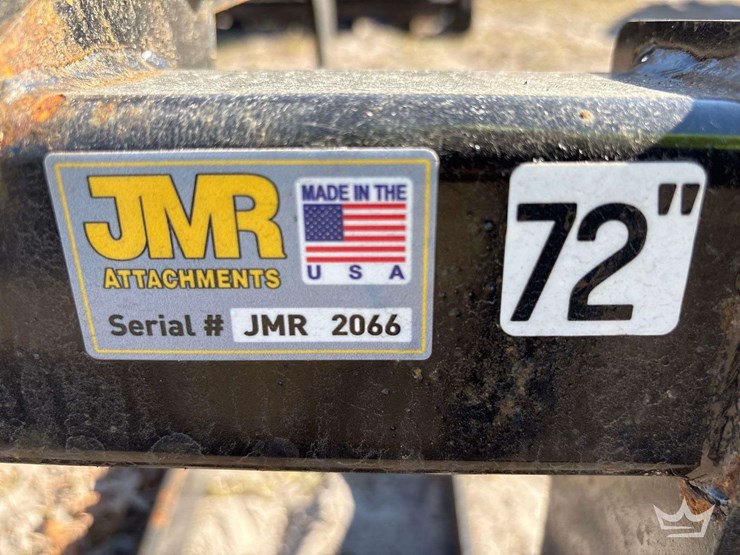 JMR
ATTACHMENTS
MADE IN THE
USA
Serial # JMR 2066
72"